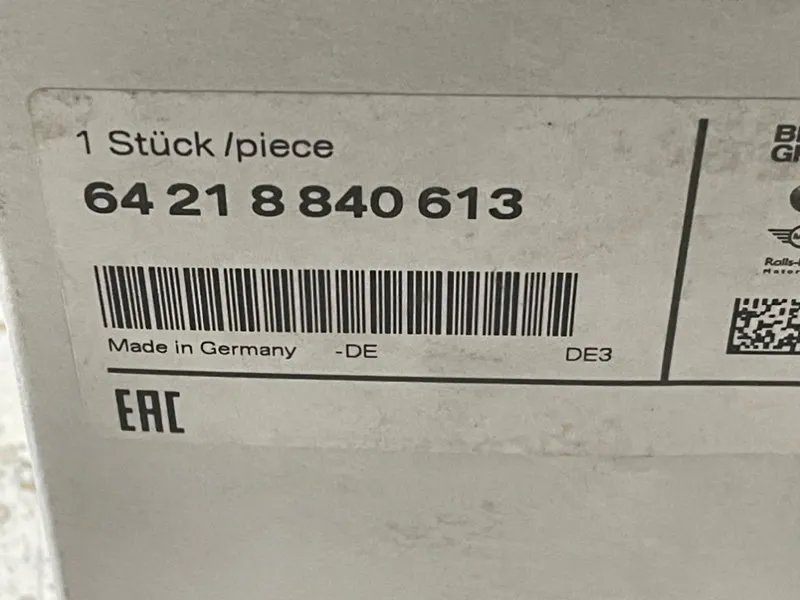 1 Stück /piece
64 21 8 840 613
Made in Germany -DE DE3
EAC